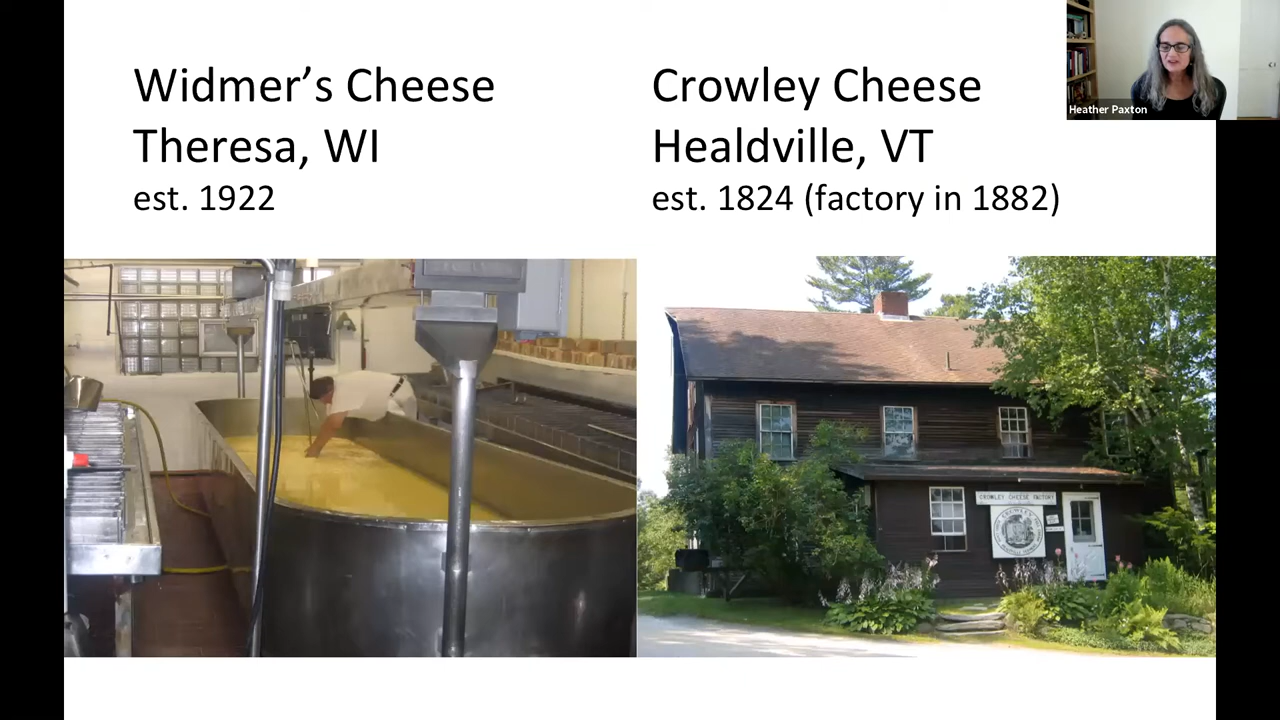 Widmer’s Cheese
Theresa, WI
est. 1922
Crowley Cheese
Healdville, VT
est. 1824 (factory in 1882)
Heather Paxton
CROWLEY CHEESE FACTORY